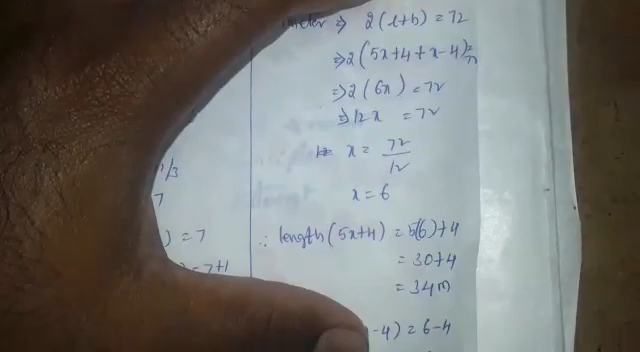 ⇒ 2(l+b) = 72
⇒ 2(5x+4+x-4) = 72
⇒ 2(6x) = 72
⇒ 12x = 72
x = 72/12
x = 6
) = 7
= 7+1
∴ length (5x+4) = 5(6)+4
= 30+4
= 34m
-4) = 6-4